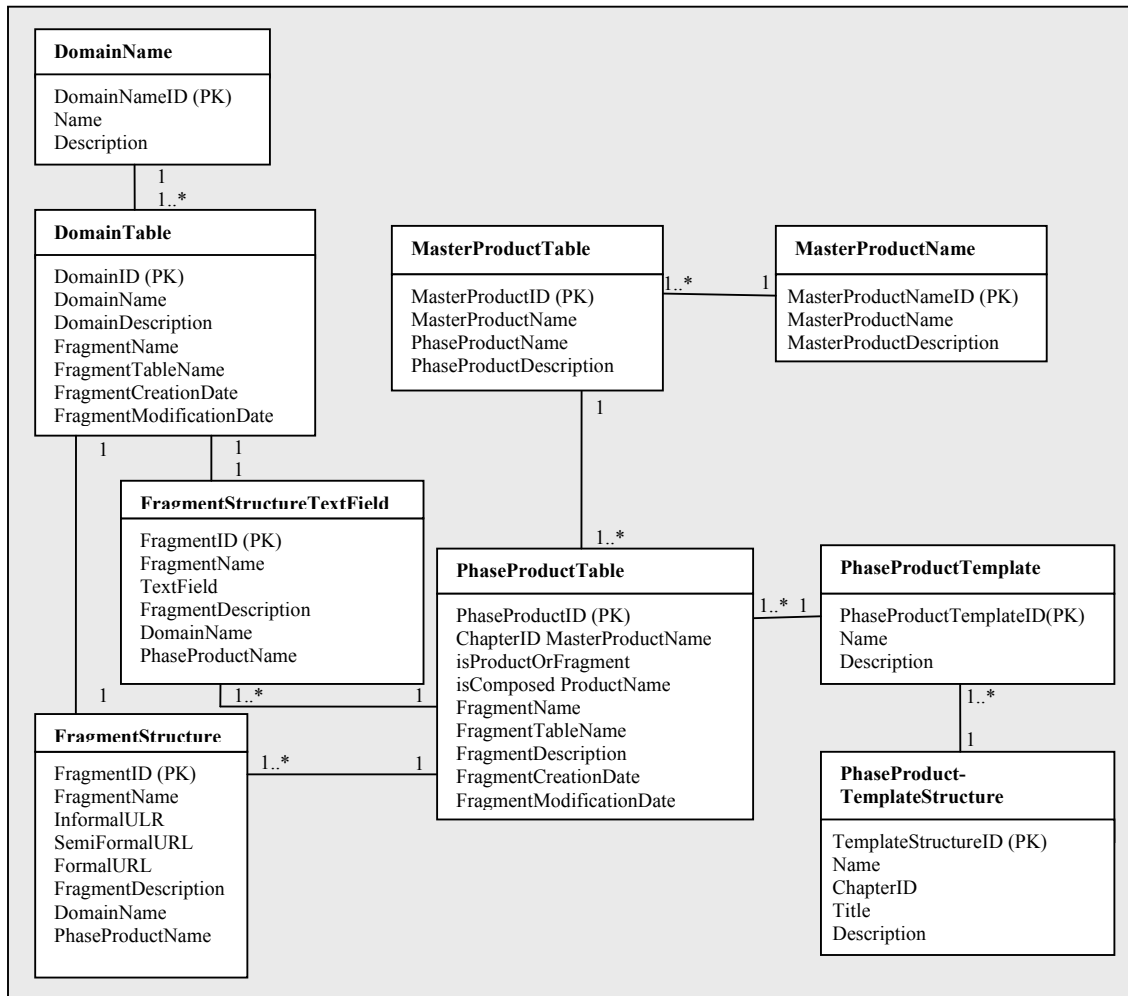 DomainName
DomainNameID (PK)
Name
Description
1
1..*
DomainTable
DomainID (PK)
DomainName
DomainDescription
FragmentName
FragmentTableName
FragmentCreationDate
FragmentModificationDate
1
1
1
FragmentStructureTextField
FragmentID (PK)
FragmentName
TextField
FragmentDescription
DomainName
PhaseProductName
1
1..*
1
FragmentStructure
FragmentID (PK)
FragmentName
InformalULR
SemiFormalURL
FormalURL
FragmentDescription
DomainName
PhaseProductName
1..*
1
MasterProductTable
MasterProductID (PK)
MasterProductName
PhaseProductName
PhaseProductDescription
1..*
1
MasterProductName
MasterProductNameID (PK)
MasterProductName
MasterProductDescription
1
1..*
PhaseProductTable
PhaseProductID (PK)
ChapterID MasterProductName
isProductOrFragment
isComposed ProductName
FragmentName
FragmentTableName
FragmentDescription
FragmentCreationDate
FragmentModificationDate
1..* 1
PhaseProductTemplate
PhaseProductTemplateID(PK)
Name
Description
1..*
1
PhaseProduct-
TemplateStructure
TemplateStructureID (PK)
Name
ChapterID
Title
Description